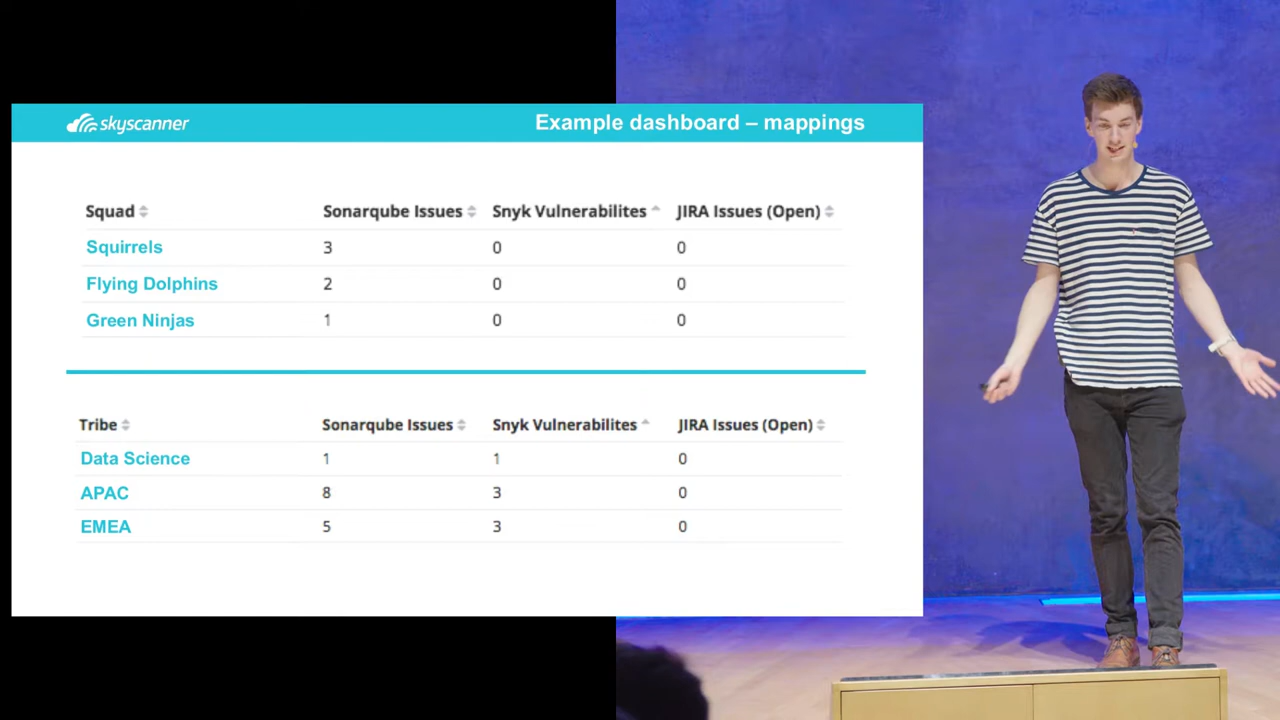 skyscanner
Example dashboard – mappings
Squad Sonarqube Issues Snyk Vulnerabilites JIRA Issues (Open)
Squirrels 3 0 0
Flying Dolphins 2 0 0
Green Ninjas 1 0 0
Tribe Sonarqube Issues Snyk Vulnerabilites JIRA Issues (Open)
Data Science 1 1 0
APAC 8 3 0
EMEA 5 3 0